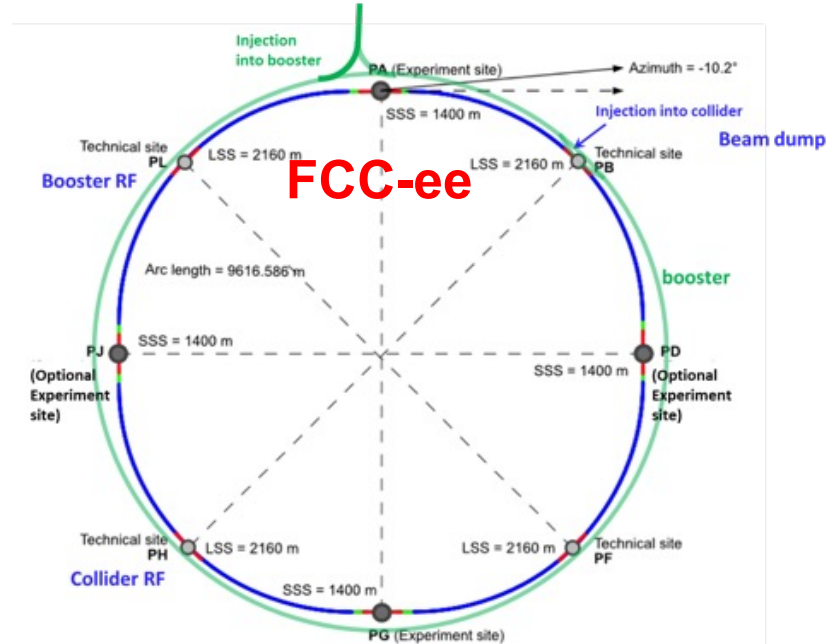 Injection
into booster
PA (Experiment site)
Azimuth = -10.2°
SSS = 1400 m
Injection into collider
Beam dump
Technical site
PL
LSS = 2160 m
Booster RF
FCC-ee
LSS = 2160 m
Technical site
PB
Arc length = 9616.586 m
booster
PJ
SSS = 1400 m
(Optional
Experiment
site)
PD
SSS = 1400 m
(Optional
Experiment
site)
Technical site
PH
LSS = 2160 m
Collider RF
LSS = 2160 m
Technical site
PF
SSS = 1400 m
PG (Experiment site)